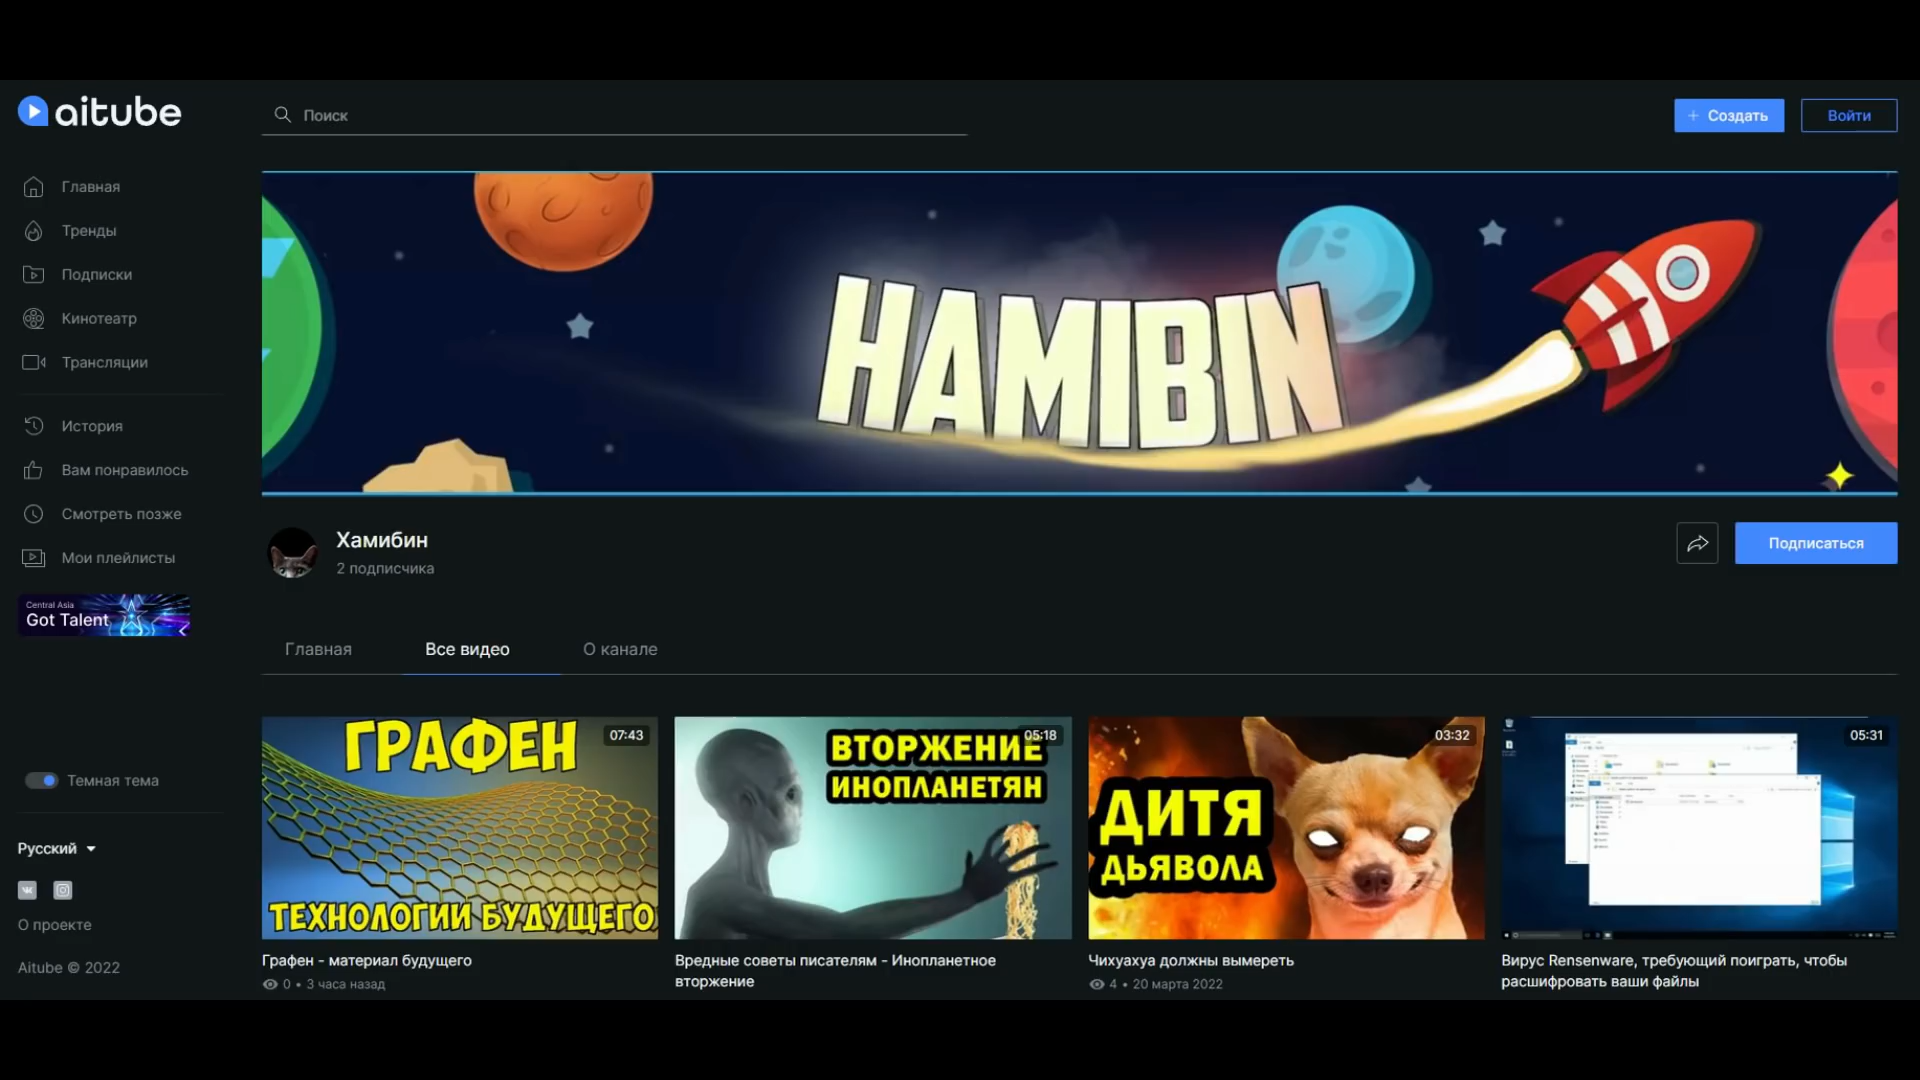 aitube
Поиск
+ Создать
Войти
Главная
Тренды
Подписки
Кинотеатр
Трансляции
История
Вам понравилось
Смотреть позже
Мои плейлисты
Central Asia
Got Talent
Темная тема
Русский
О проекте
Aitube © 2022
HAMIBIN
Хамибин
2 подписчика
Подписаться
Главная
Все видео
О канале
ГРАФЕН
07:43
ТЕХНОЛОГИИ БУДУЩЕГО
Графен - материал будущего
0 • 3 часа назад
ВТОРЖЕНИЕ
05:18
ИНОПЛАНЕТЯН
Вредные советы писателям - Инопланетное
вторжение
03:32
ДИТЯ
ДЬЯВОЛА
Чихуахуа должны вымереть
4 • 20 марта 2022
05:31
Вирус Rensenware, требующий поиграть, чтобы
расшифровать ваши файлы